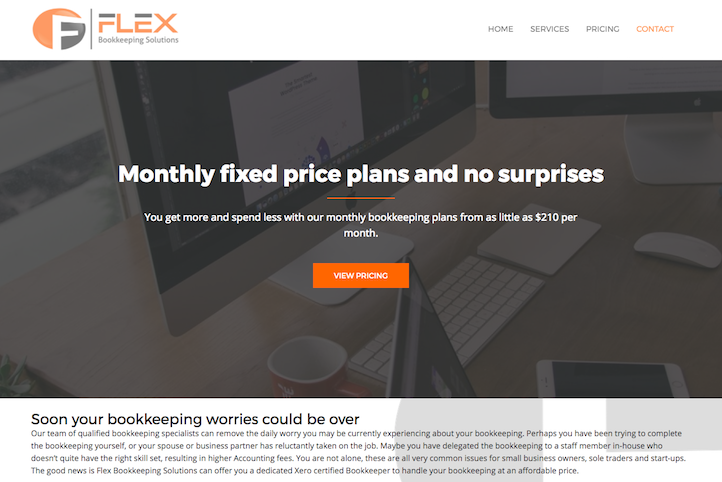 FLEX
Bookkeeping Solutions
HOME SERVICES PRICING CONTACT
Monthly fixed price plans and no surprises
You get more and spend less with our monthly bookkeeping plans from as little as $210 per
month.
VIEW PRICING
Soon your bookkeeping worries could be over
Our team of qualified bookkeeping specialists can remove the daily worry you may be currently experiencing about your bookkeeping. Perhaps you have been trying to complete
the bookkeeping yourself, or your spouse or business partner has reluctantly taken on the job. Maybe you have delegated the bookkeeping to a staff member in-house who
doesn't quite have the right skill set, resulting in higher Accounting fees. You are not alone, these are all very common issues for small business owners, sole traders and start-ups.
The good news is Flex Bookkeeping Solutions can offer you a dedicated Xero certified Bookkeeper to handle your bookkeeping at an affordable price.